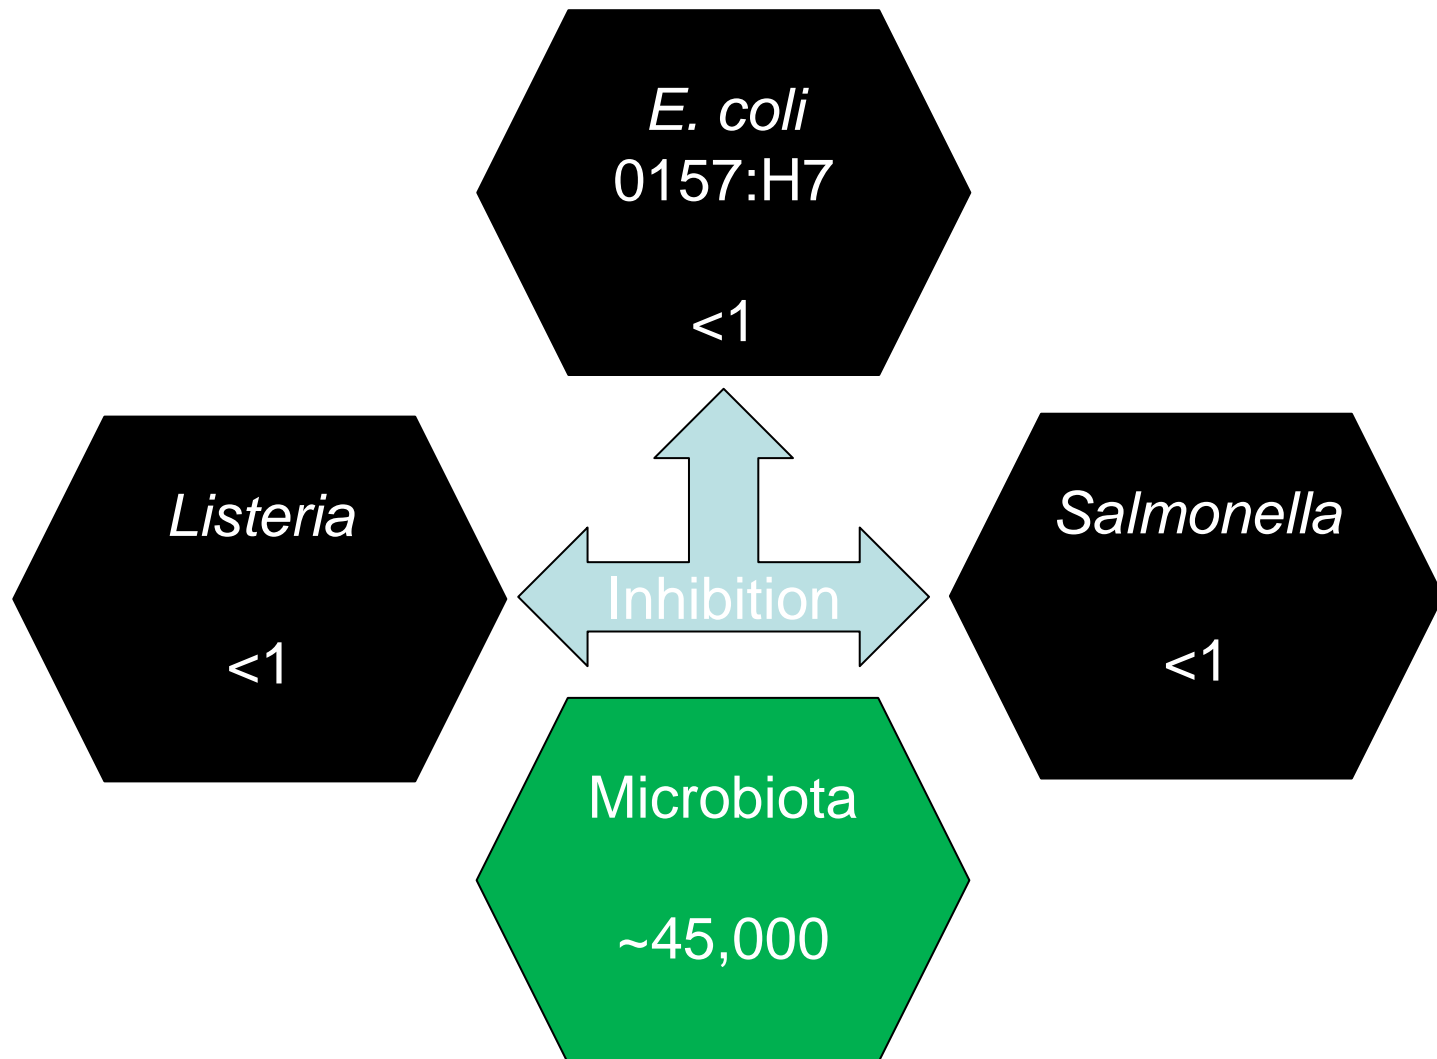 E. coli
0157:H7
<1
Listeria
<1
Salmonella
<1
Inhibition
Microbiota
~45,000